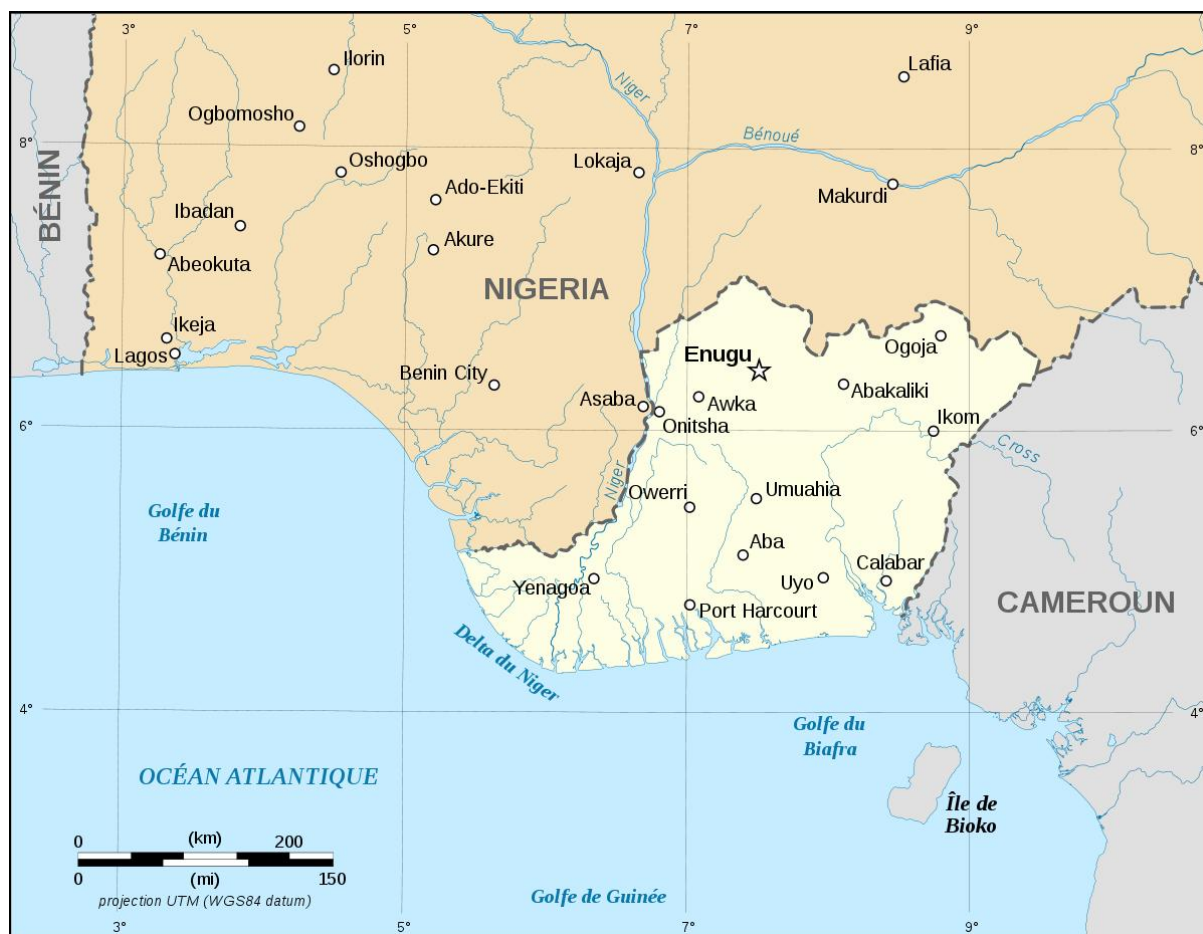 3°
5°
7°
9°
Ilorin
Niger
Lafia
Ogbomosho
8°
Bénoué
8°
BÉNIN
Oshogbo
Lokaja
Ado-Ekiti
Makurdi
Ibadan
Akure
Abeokuta
NIGERIA
Ikeja
Lagos
Enugu
Ogoja
Benin City
Asaba
Awka
Abakaliki
Onitsha
Ikom
6°
6°
Cross
Niger
Owerri
Umuahia
Golfe du
Bénin
Aba
Calabar
Yenagoa
Uyo
Port Harcourt
CAMEROUN
Delta du Niger
4°
4°
Golfe du
Biafra
OCÉAN ATLANTIQUE
Île de
Bioko
0 (km) 200
0 (mi) 150
projection UTM (WGS84 datum)
Golfe de Guinée
3°
5°
7°
9°